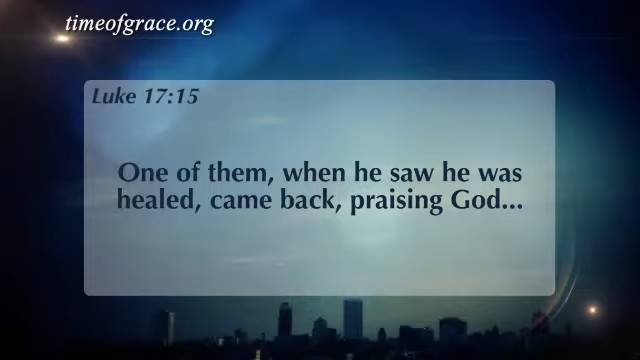 timeofgrace.org
Luke 17:15
One of them, when he saw he was
healed, came back, praising God...